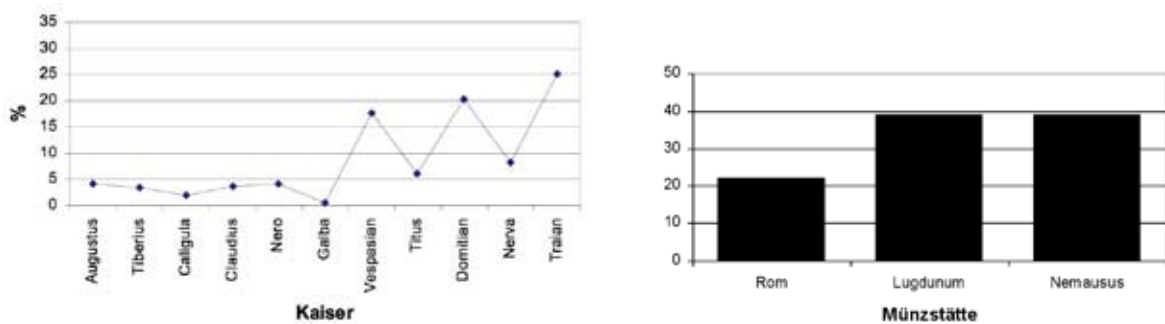 35
30
25
20
15
10
5
0
%
Augustus
Tiberius
Caligula
Claudius
Nero
Galba
Vespasian
Titus
Domitian
Nerva
Traian
Kaiser
50
40
30
20
10
0
Rom Lugdunum Nemausus
Münzstätte